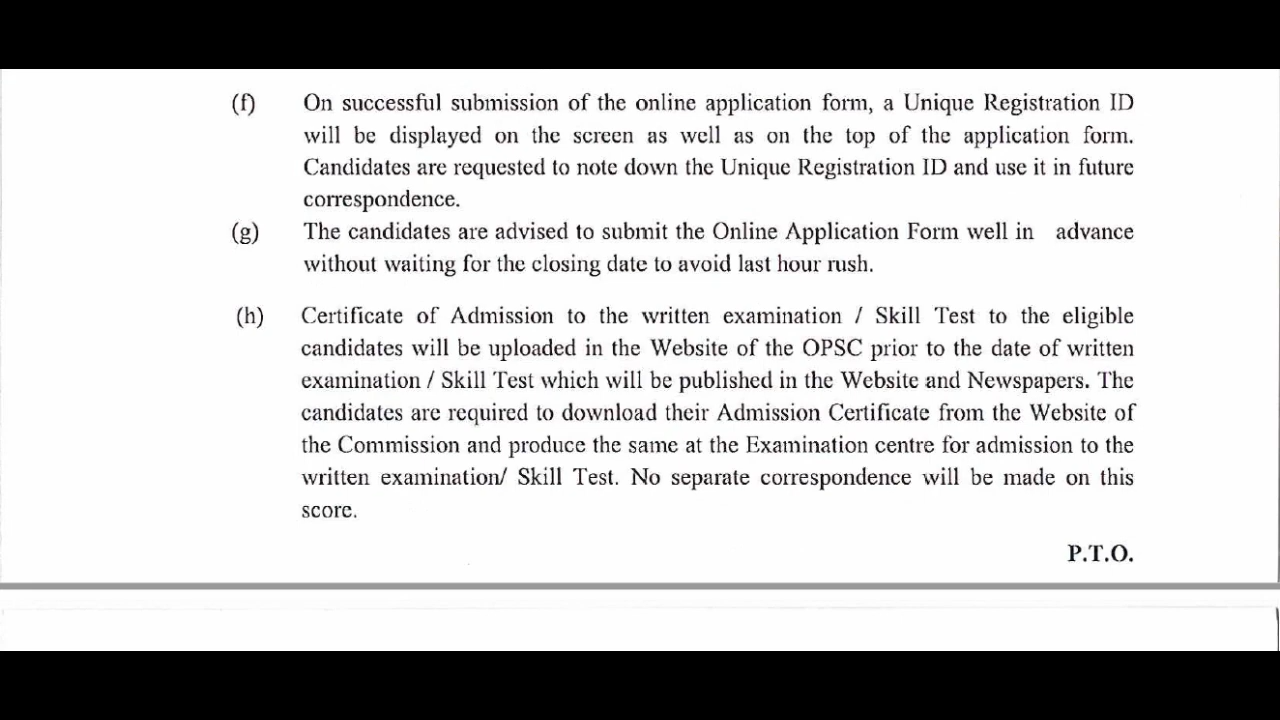 (f) On successful submission of the online application form, a Unique Registration ID
will be displayed on the screen as well as on the top of the application form.
Candidates are requested to note down the Unique Registration ID and use it in future
correspondence.
(g) The candidates are advised to submit the Online Application Form well in advance
without waiting for the closing date to avoid last hour rush.
(h) Certificate of Admission to the written examination / Skill Test to the eligible
candidates will be uploaded in the Website of the OPSC prior to the date of written
examination / Skill Test which will be published in the Website and Newspapers. The
candidates are required to download their Admission Certificate from the Website of
the Commission and produce the same at the Examination centre for admission to the
written examination/ Skill Test. No separate correspondence will be made on this
score.
P.T.O.